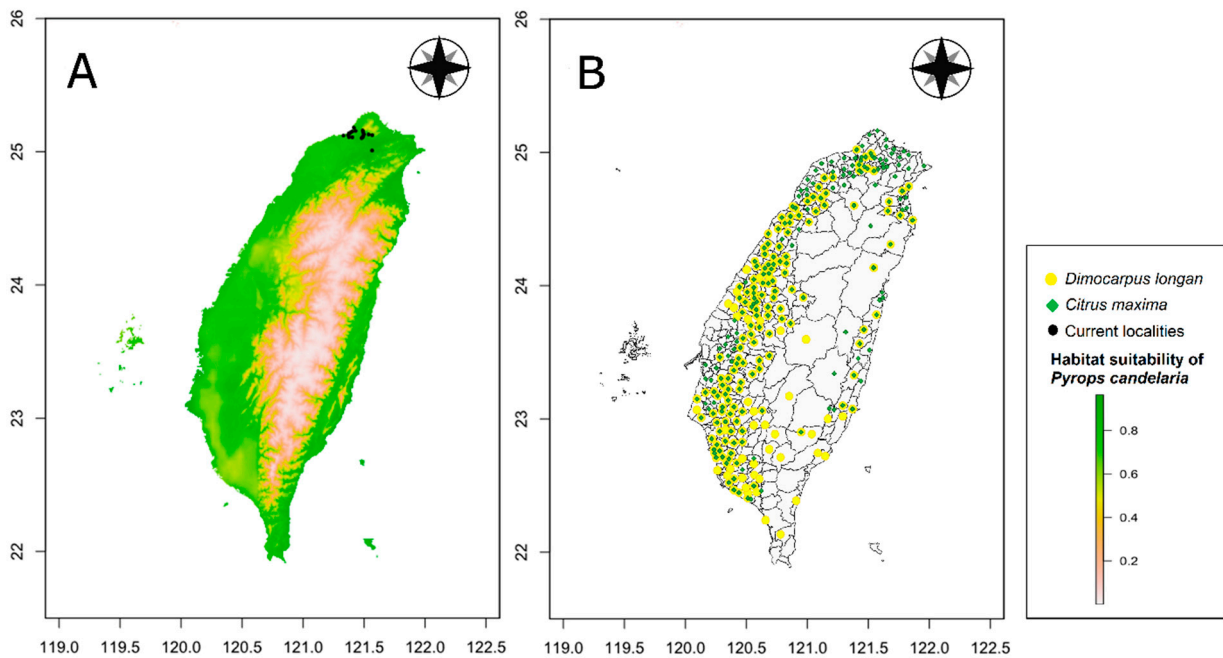 A
B
26
25
24
23
22
119.0 119.5 120.0 120.5 121.0 121.5 122.0 122.5
26
25
24
23
22
119.0 119.5 120.0 120.5 121.0 121.5 122.0 122.5
Dimocarpus longan
Citrus maxima
Current localities
Habitat suitability of
Pyrops candelaria
0.8
0.6
0.4
0.2